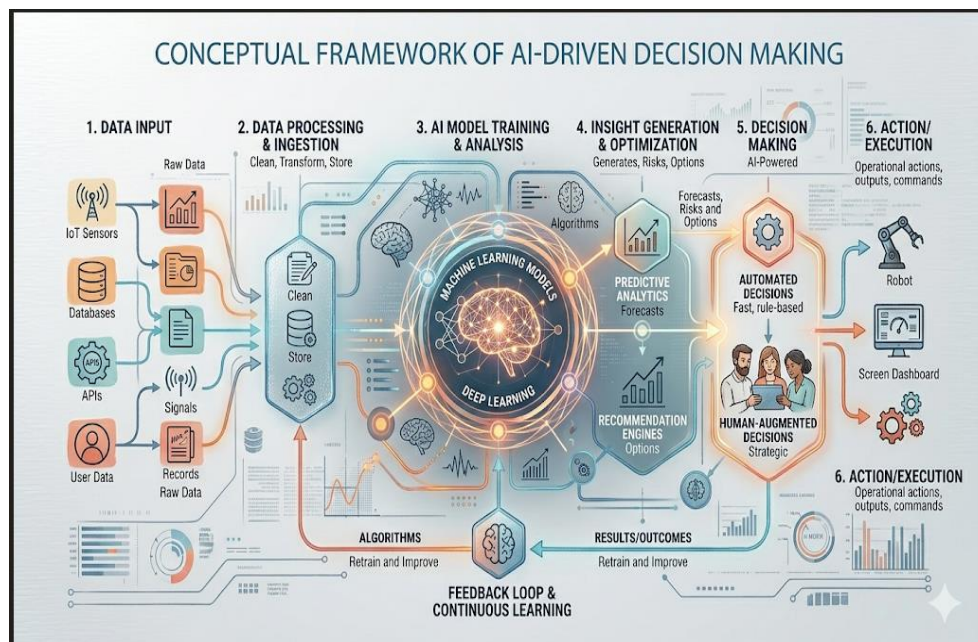 CONCEPTUAL FRAMEWORK OF AI-DRIVEN DECISION MAKING
1. DATA INPUT
2. DATA PROCESSING
& INGESTION
Clean, Transform, Store
3. AI MODEL TRAINING
& ANALYSIS
4. INSIGHT GENERATION
& OPTIMIZATION
Generates, Risks, Options
5. DECISION
MAKING
AI-Powered
6. ACTION/
EXECUTION
Operational actions,
outputs, commands
Raw Data
IoT Sensors
Databases
APIS
APIs
User Data
Signals
Records
Raw Data
Clean
Store
MACHINE LEARNING MODELS
DEEP LEARNING
Algorithms
PREDICTIVE
ANALYTICS
Forecasts
RECOMMENDATION
ENGINES
Options
Forecasts,
Risks and
Options
AUTOMATED
DECISIONS
Fast, rule-based
HUMAN-AUGMENTED
DECISIONS
Strategic
Robot
Screen Dashboard
6. ACTION/EXECUTION
Operational actions,
outputs, commands
ALGORITHMS
Retrain and Improve
RESULTS/OUTCOMES
Retrain and Improve
FEEDBACK LOOP &
CONTINUOUS LEARNING